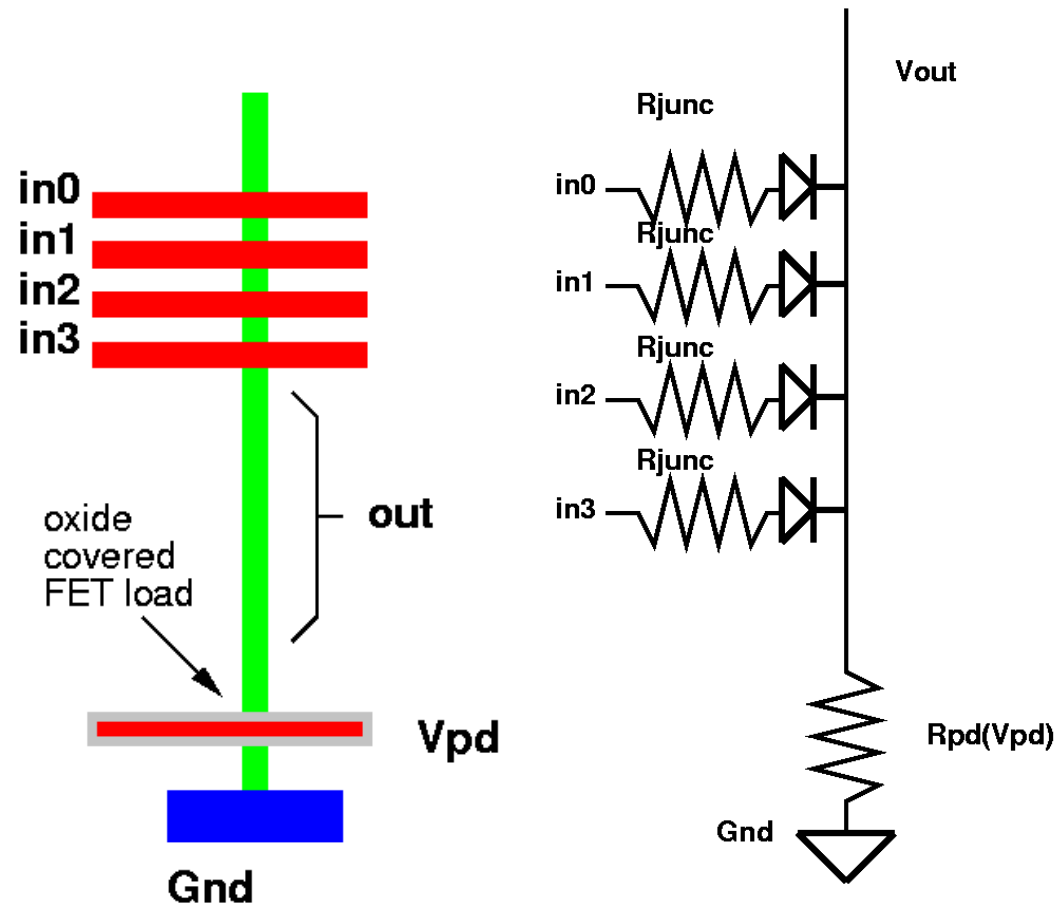 in0
in1
in2
in3
out
oxide
covered
FET load
Vpd
Gnd
Vout
Rjunc
in0
Rjunc
in1
Rjunc
in2
Rjunc
in3
Rpd(Vpd)
Gnd